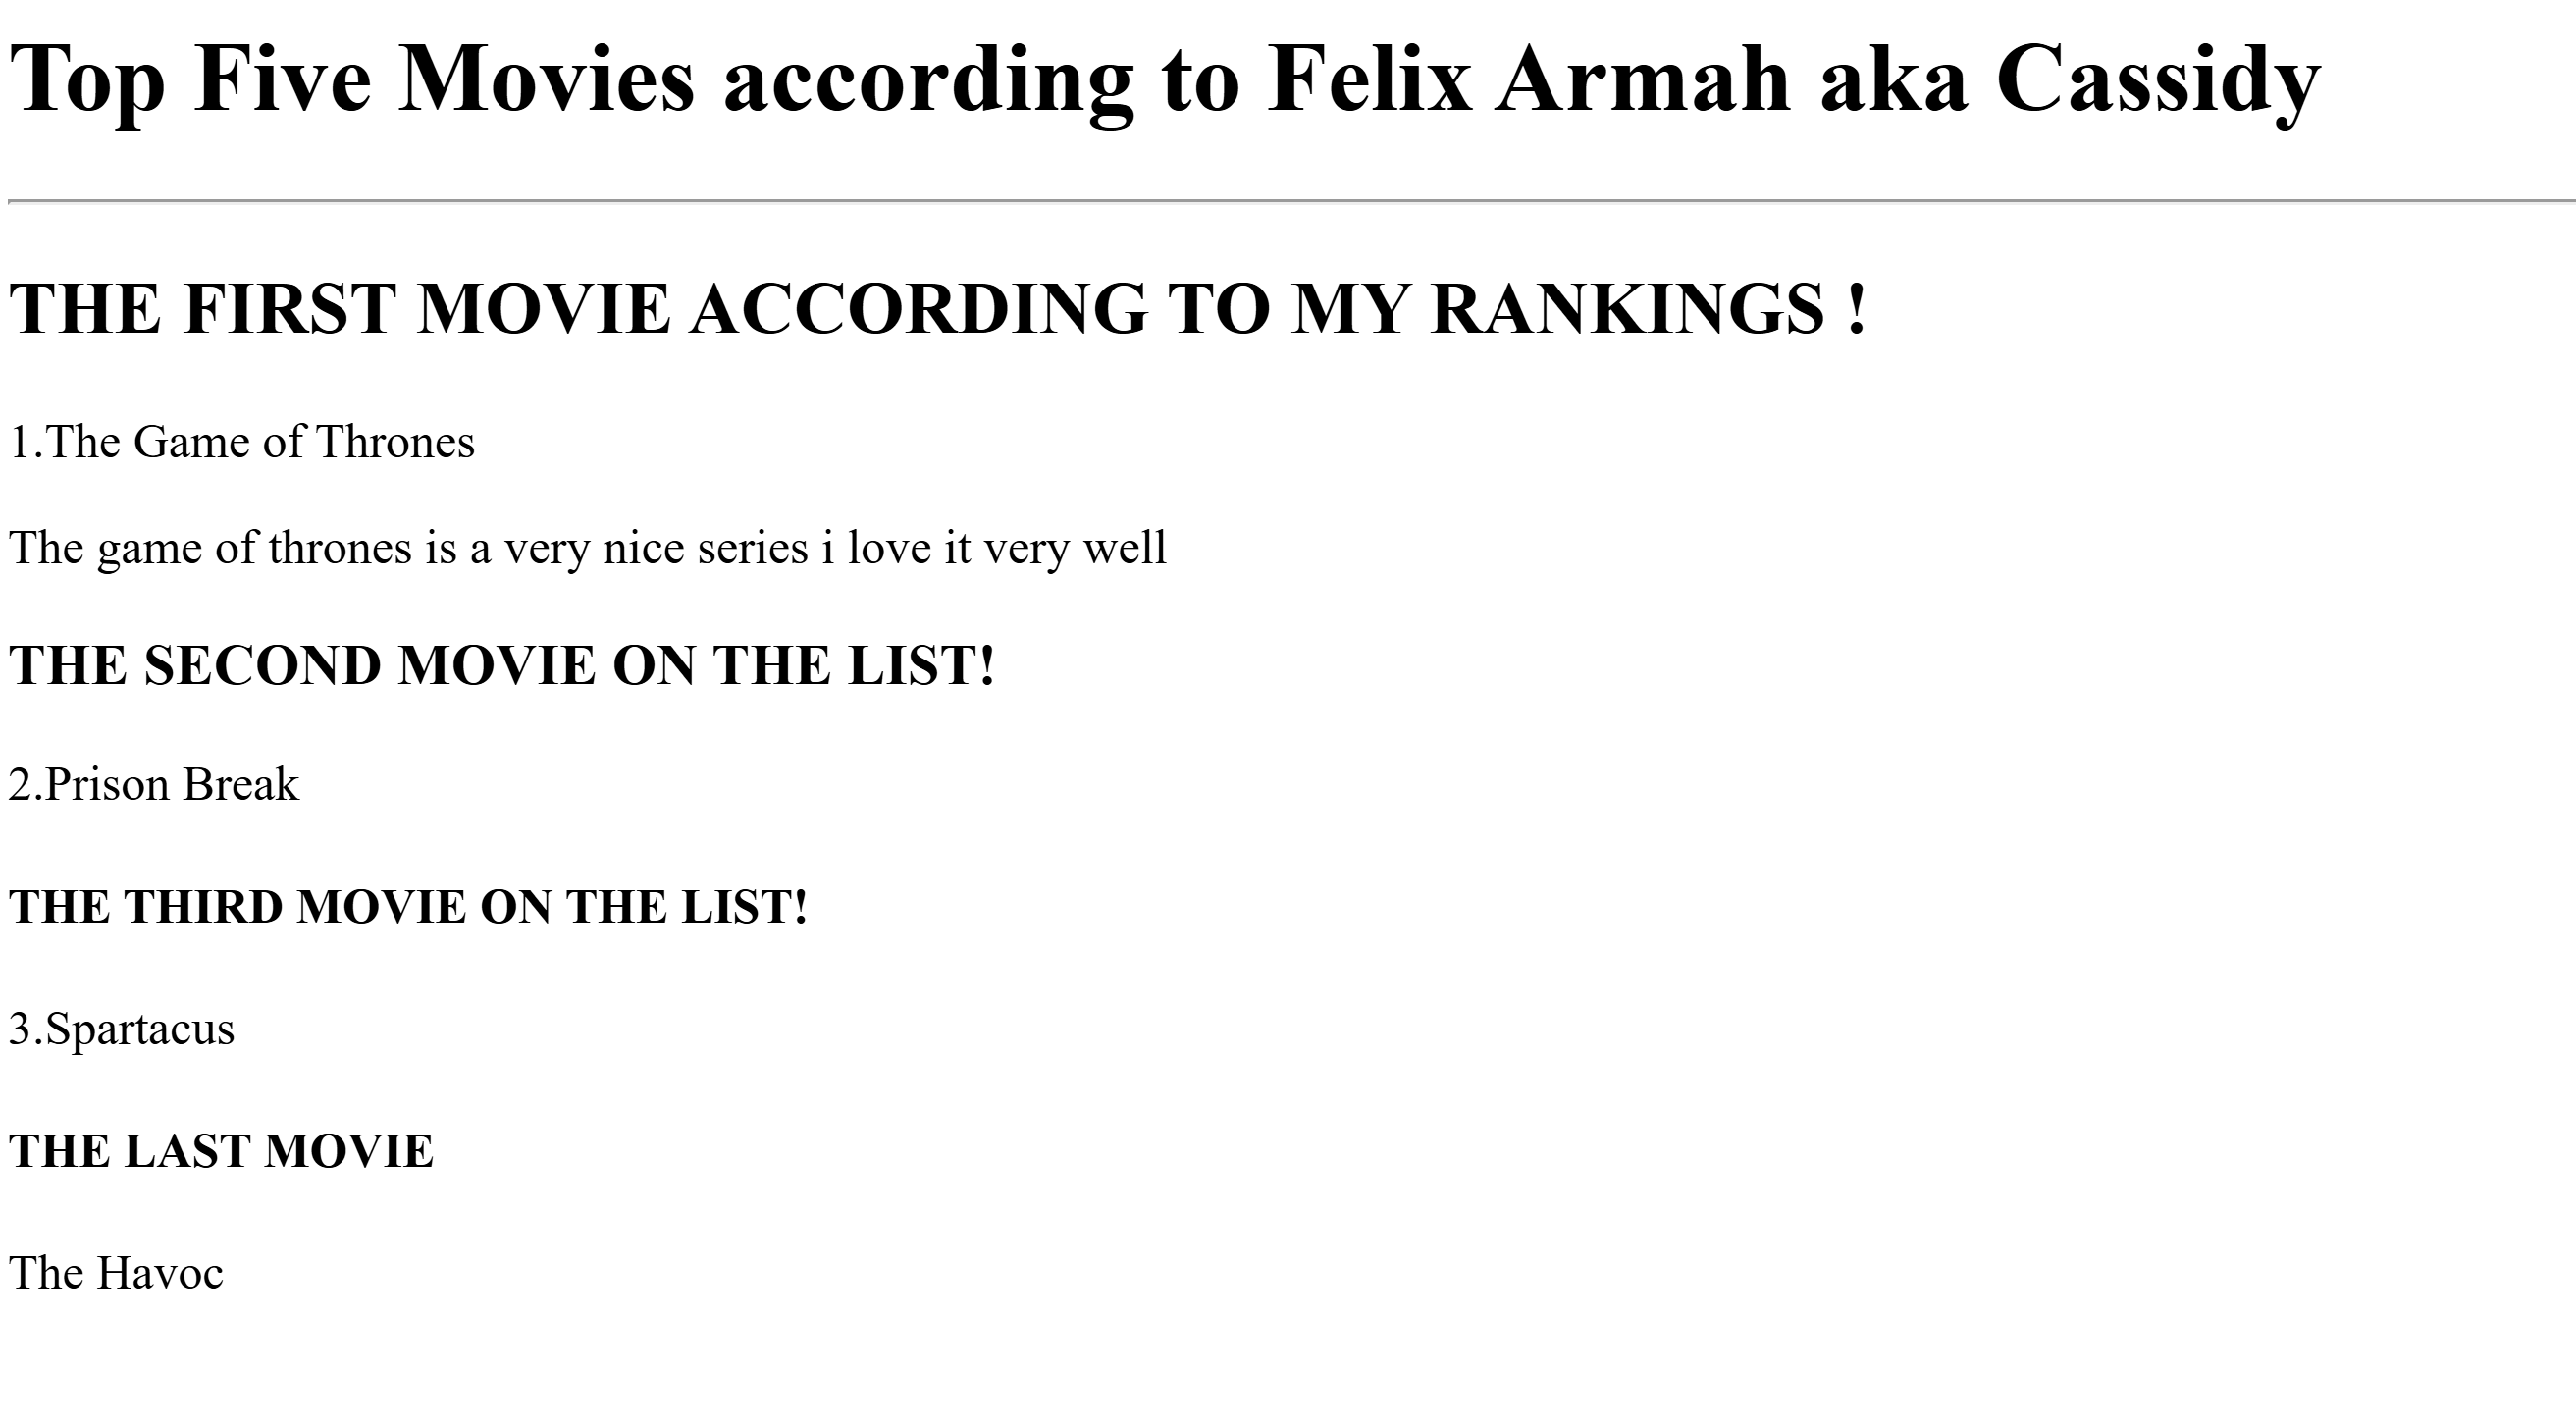 Top Five Movies according to Felix Armah aka Cassidy
THE FIRST MOVIE ACCORDING TO MY RANKINGS !
1.The Game of Thrones
The game of thrones is a very nice series i love it very well
THE SECOND MOVIE ON THE LIST!
2.Prison Break
THE THIRD MOVIE ON THE LIST!
3.Spartacus
THE LAST MOVIE
The Havoc